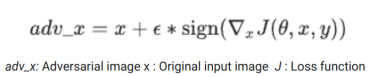 adv_x = x + ϵ * sign(∇ₓJ(θ, x, y))
adv_x: Adversarial image x : Original input image J : Loss function